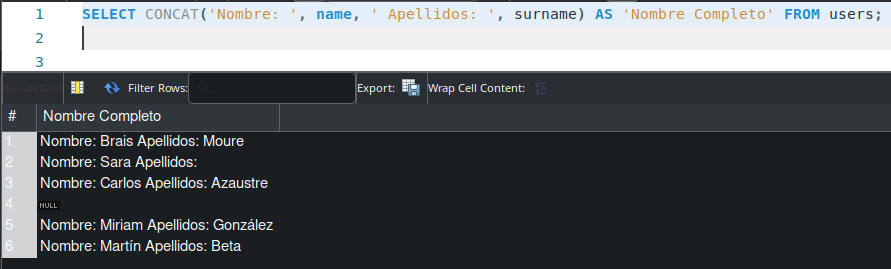 1 SELECT CONCAT('Nombre: ', name, ' Apellidos: ', surname) AS 'Nombre Completo' FROM users;
2
3
Filter Rows: Export: Wrap Cell Content:
# Nombre Completo
1 Nombre: Brais Apellidos: Moure
2 Nombre: Sara Apellidos:
3 Nombre: Carlos Apellidos: Azaustre
4 NULL
5 Nombre: Miriam Apellidos: González
6 Nombre: Martín Apellidos: Beta